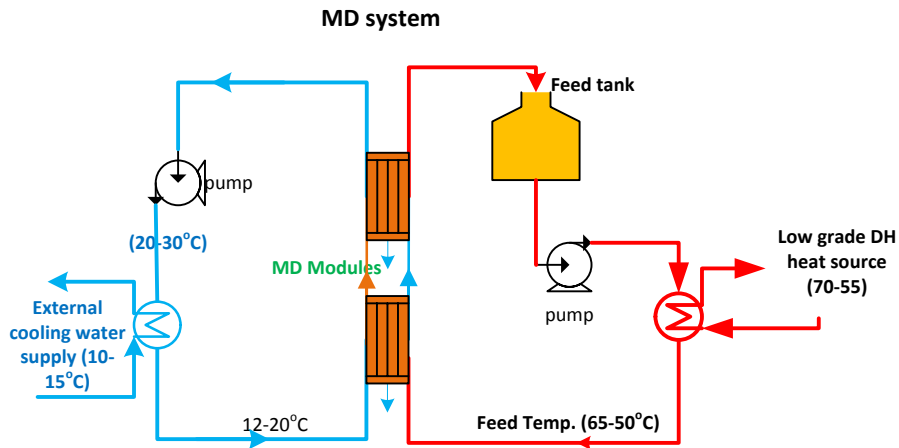 MD system
Feed tank
pump
(20-30°C)
MD Modules
Low grade DH
heat source
(70-55)
External
cooling water
supply (10-
15°C)
pump
12-20°C
Feed Temp. (65-50°C)